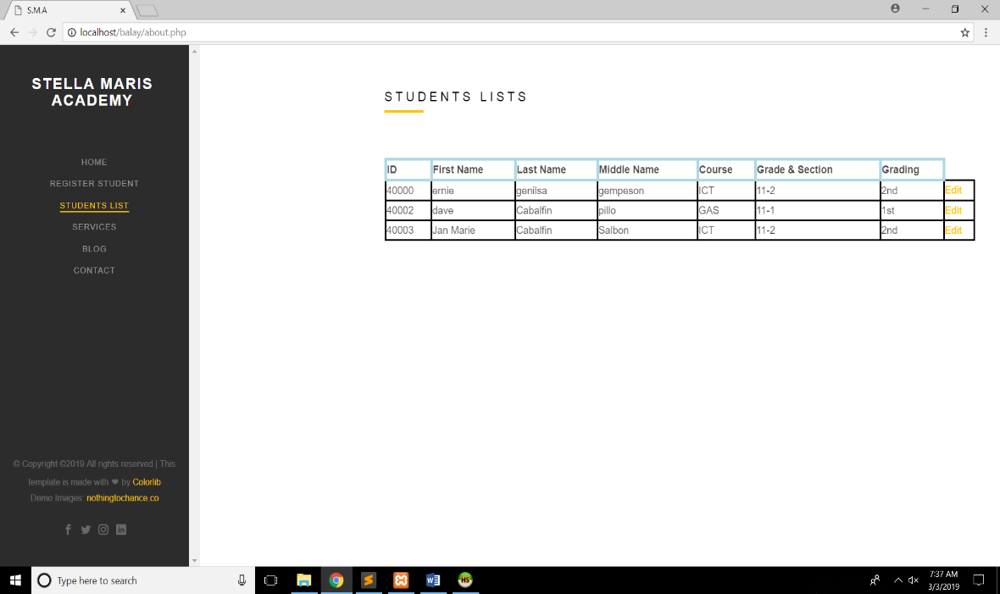 S.M.A
localhost/balay/about.php
STELLA MARIS
ACADEMY
HOME
REGISTER STUDENT
STUDENTS LIST
SERVICES
BLOG
CONTACT
© Copyright ©2019 All rights reserved | This
template is made with ❤ by Colorlib
Demo Images: nothingtochance.co
STUDENTS LISTS
ID First Name Last Name Middle Name Course Grade & Section Grading
40000 ernie genilsa gempeson ICT 11-2 2nd Edit
40002 dave Cabalfin pillo GAS 11-1 1st Edit
40003 Jan Marie Cabalfin Salbon ICT 11-2 2nd Edit
Type here to search
HS
7:37 AM
3/3/2019